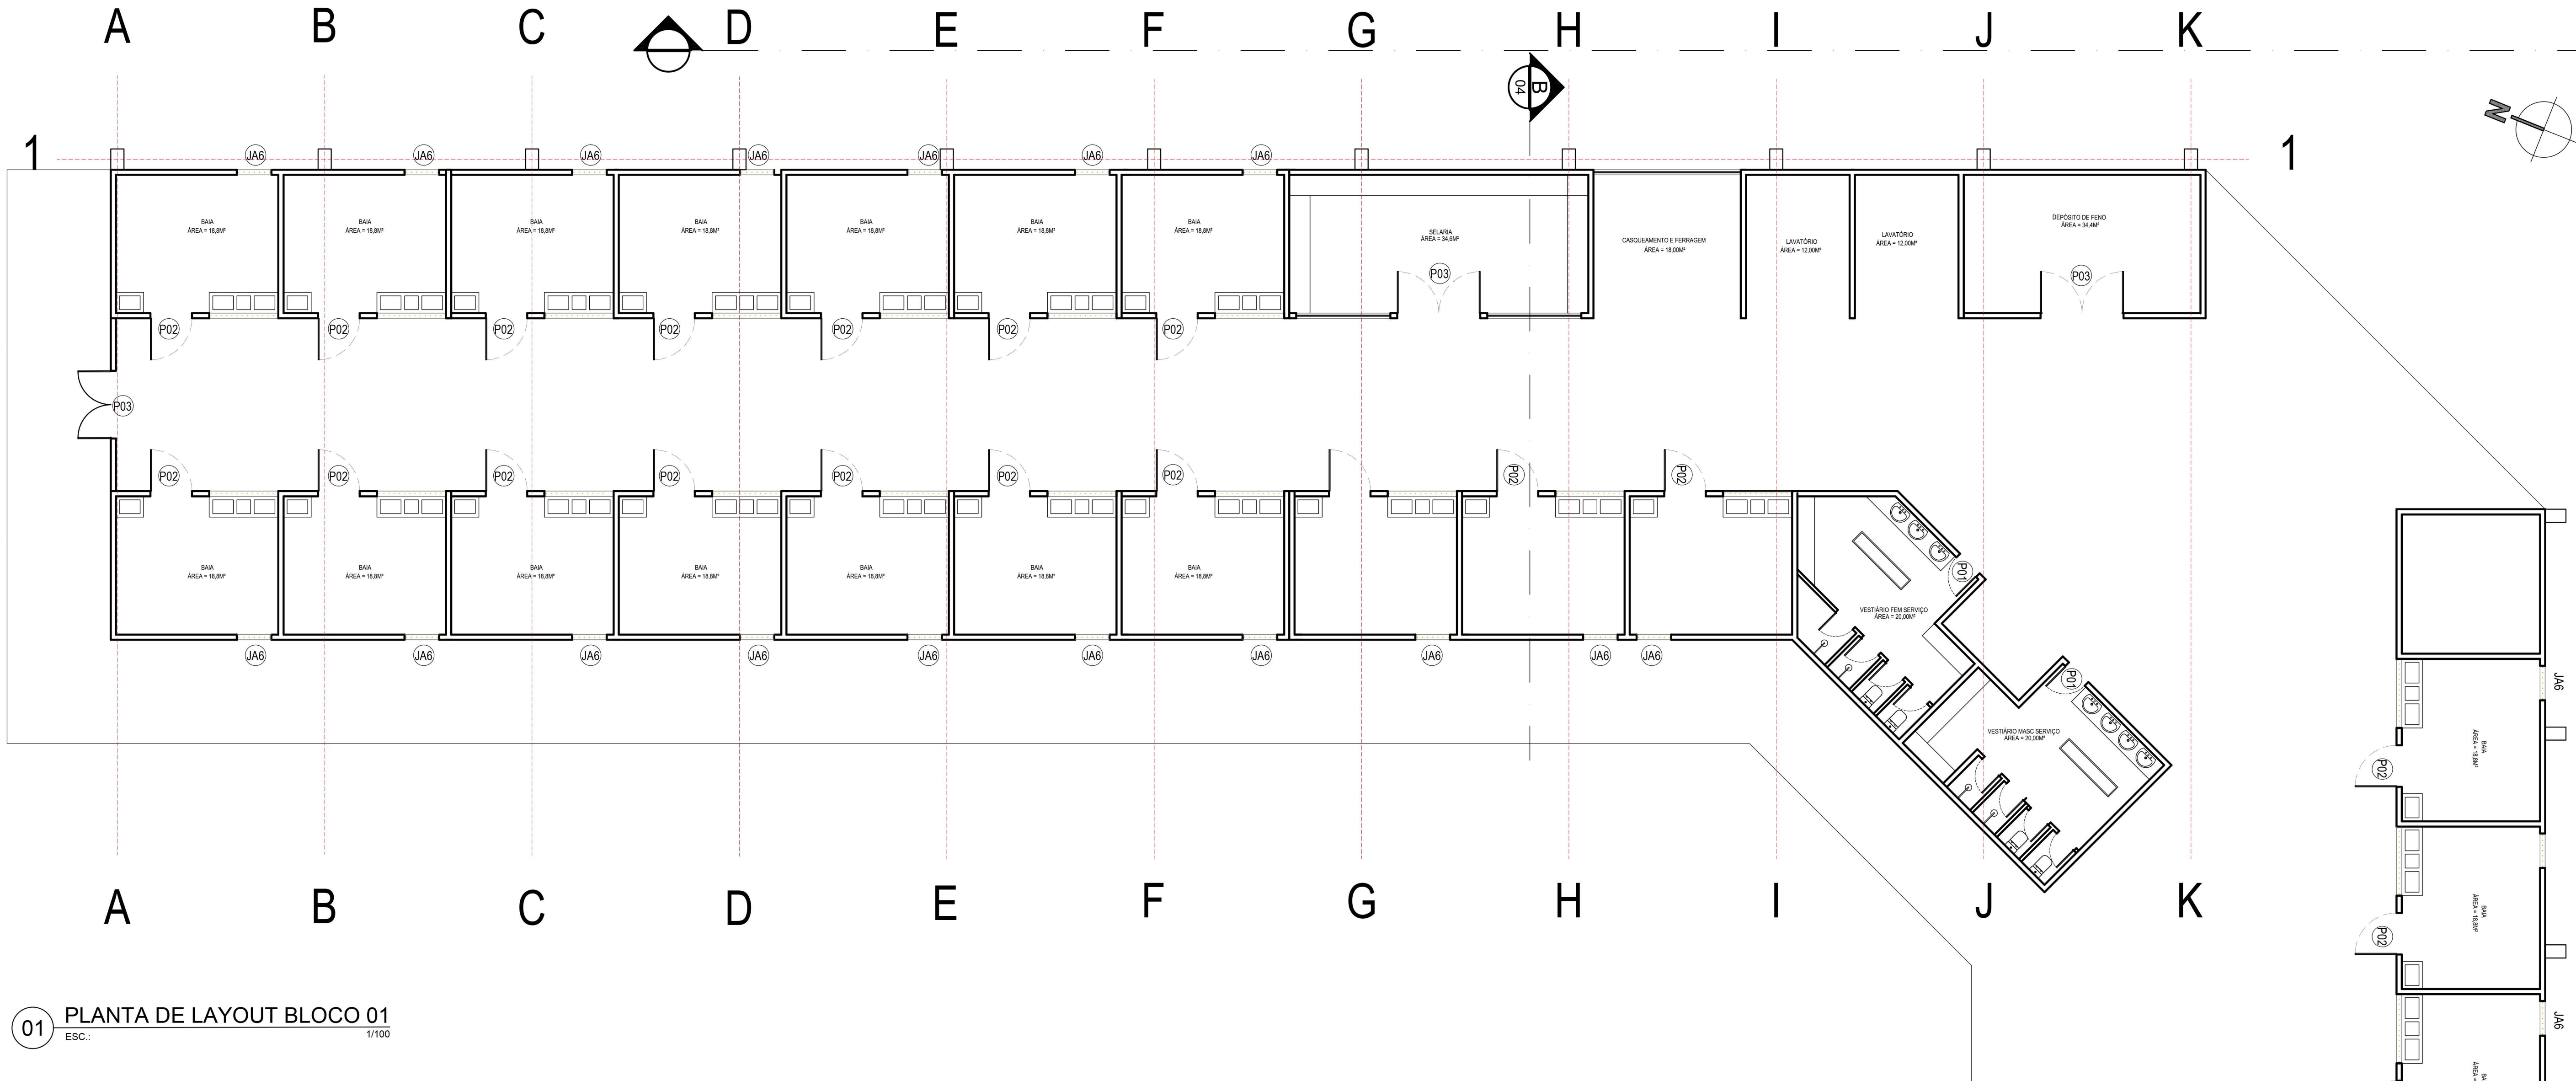 A B C D E F G H I J K
B
04
N
1 1
JA6 JA6 JA6 JA6 JA6 JA6 JA6
BAIA
ÁREA = 18,8M²
BAIA
ÁREA = 18,8M²
BAIA
ÁREA = 18,8M²
BAIA
ÁREA = 18,8M²
BAIA
ÁREA = 18,8M²
BAIA
ÁREA = 18,8M²
BAIA
ÁREA = 18,8M²
SELARIA
ÁREA = 34,6M²
CASQUEAMENTO E FERRAGEM
ÁREA = 18,00M²
LAVATÓRIO
ÁREA = 12,00M²
LAVATÓRIO
ÁREA = 12,00M²
DEPÓSITO DE FENO
ÁREA = 34,4M²
P03 P03
P02 P02 P02 P02 P02 P02 P02
P03
P02 P02 P02 P02 P02 P02 P02 P02 P02
BAIA
ÁREA = 18,8M²
BAIA
ÁREA = 18,8M²
BAIA
ÁREA = 18,8M²
BAIA
ÁREA = 18,8M²
BAIA
ÁREA = 18,8M²
BAIA
ÁREA = 18,8M²
BAIA
ÁREA = 18,8M²
P01
VESTIÁRIO FEM SERVIÇO
ÁREA = 20,00M²
JA6 JA6 JA6 JA6 JA6 JA6 JA6 JA6 JA6 JA6
P01
VESTIÁRIO MASC SERVIÇO
ÁREA = 20,00M²
JA6
BAIA
ÁREA = 18,8M²
P02
BAIA
ÁREA = 18,8M²
P02
JA6
ÁREA =
A B C D E F G H I J K
01
PLANTA DE LAYOUT BLOCO 01
ESC.: 1/100